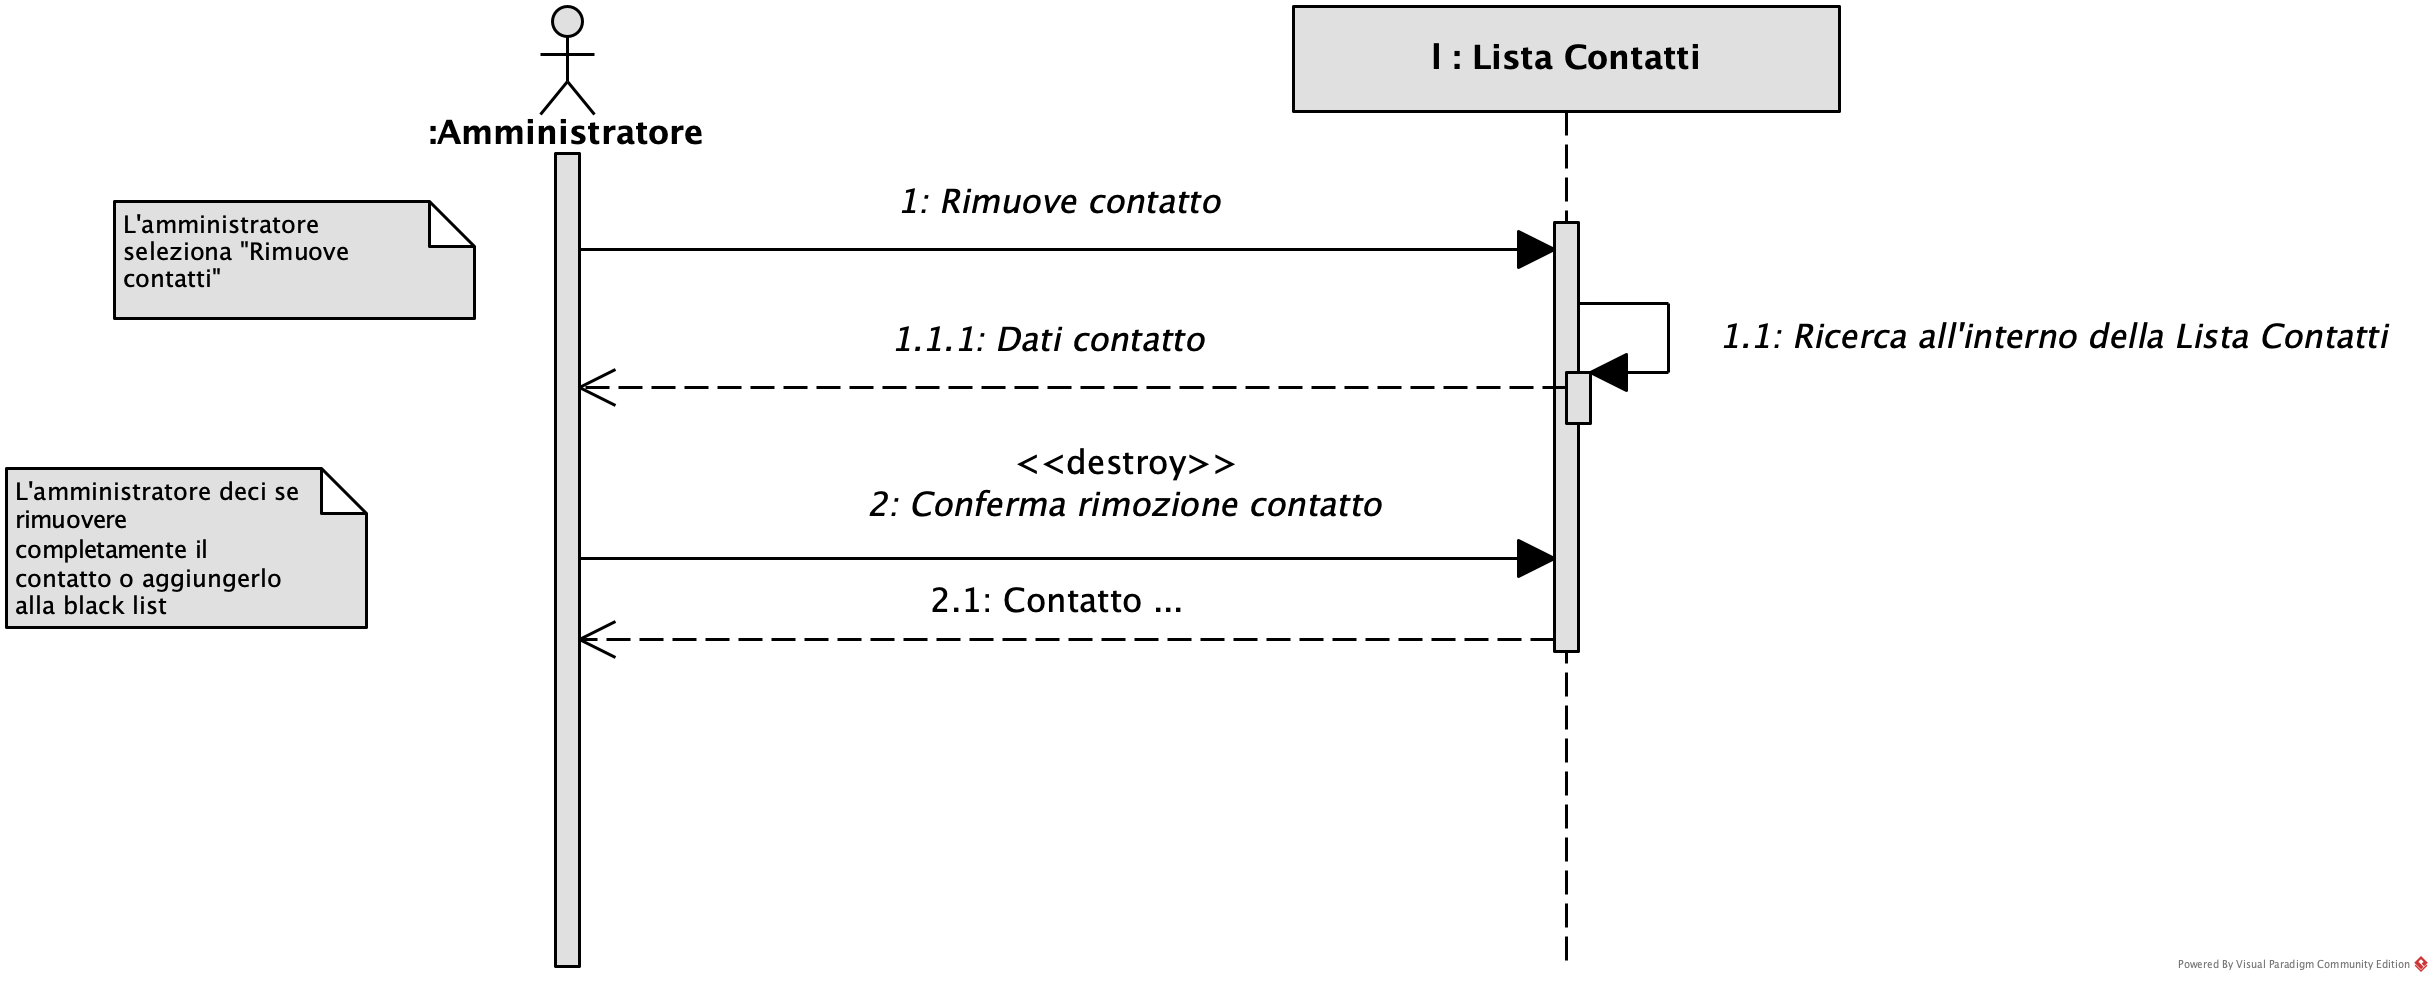 l : Lista Contatti
:Amministratore
1: Rimuove contatto
L'amministratore
seleziona "Rimuove
contatti"
1.1: Ricerca all'interno della Lista Contatti
1.1.1: Dati contatto
<<destroy>>
2: Conferma rimozione contatto
L'amministratore deci se
rimuovere
completamente il
contatto o aggiungerlo
alla black list
2.1: Contatto ...
Powered By Visual Paradigm Community Edition